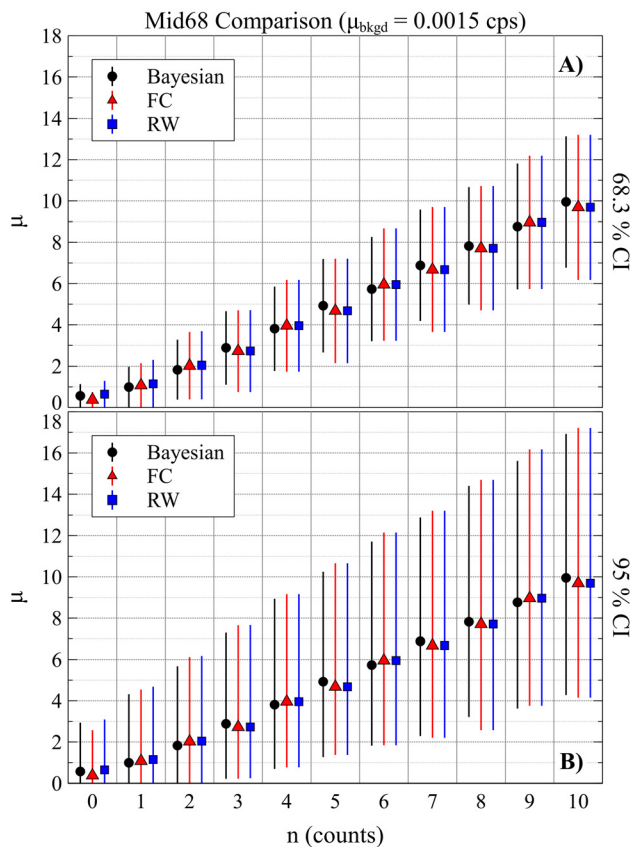 Mid68 Comparison (μbkgd = 0.0015 cps)
18
16
14
12
10
8
6
4
2
0
μ
Bayesian
FC
RW
A)
68.3 % CI
18
16
14
12
10
8
6
4
2
0
μ
Bayesian
FC
RW
B)
95 % CI
0 1 2 3 4 5 6 7 8 9 10
n (counts)